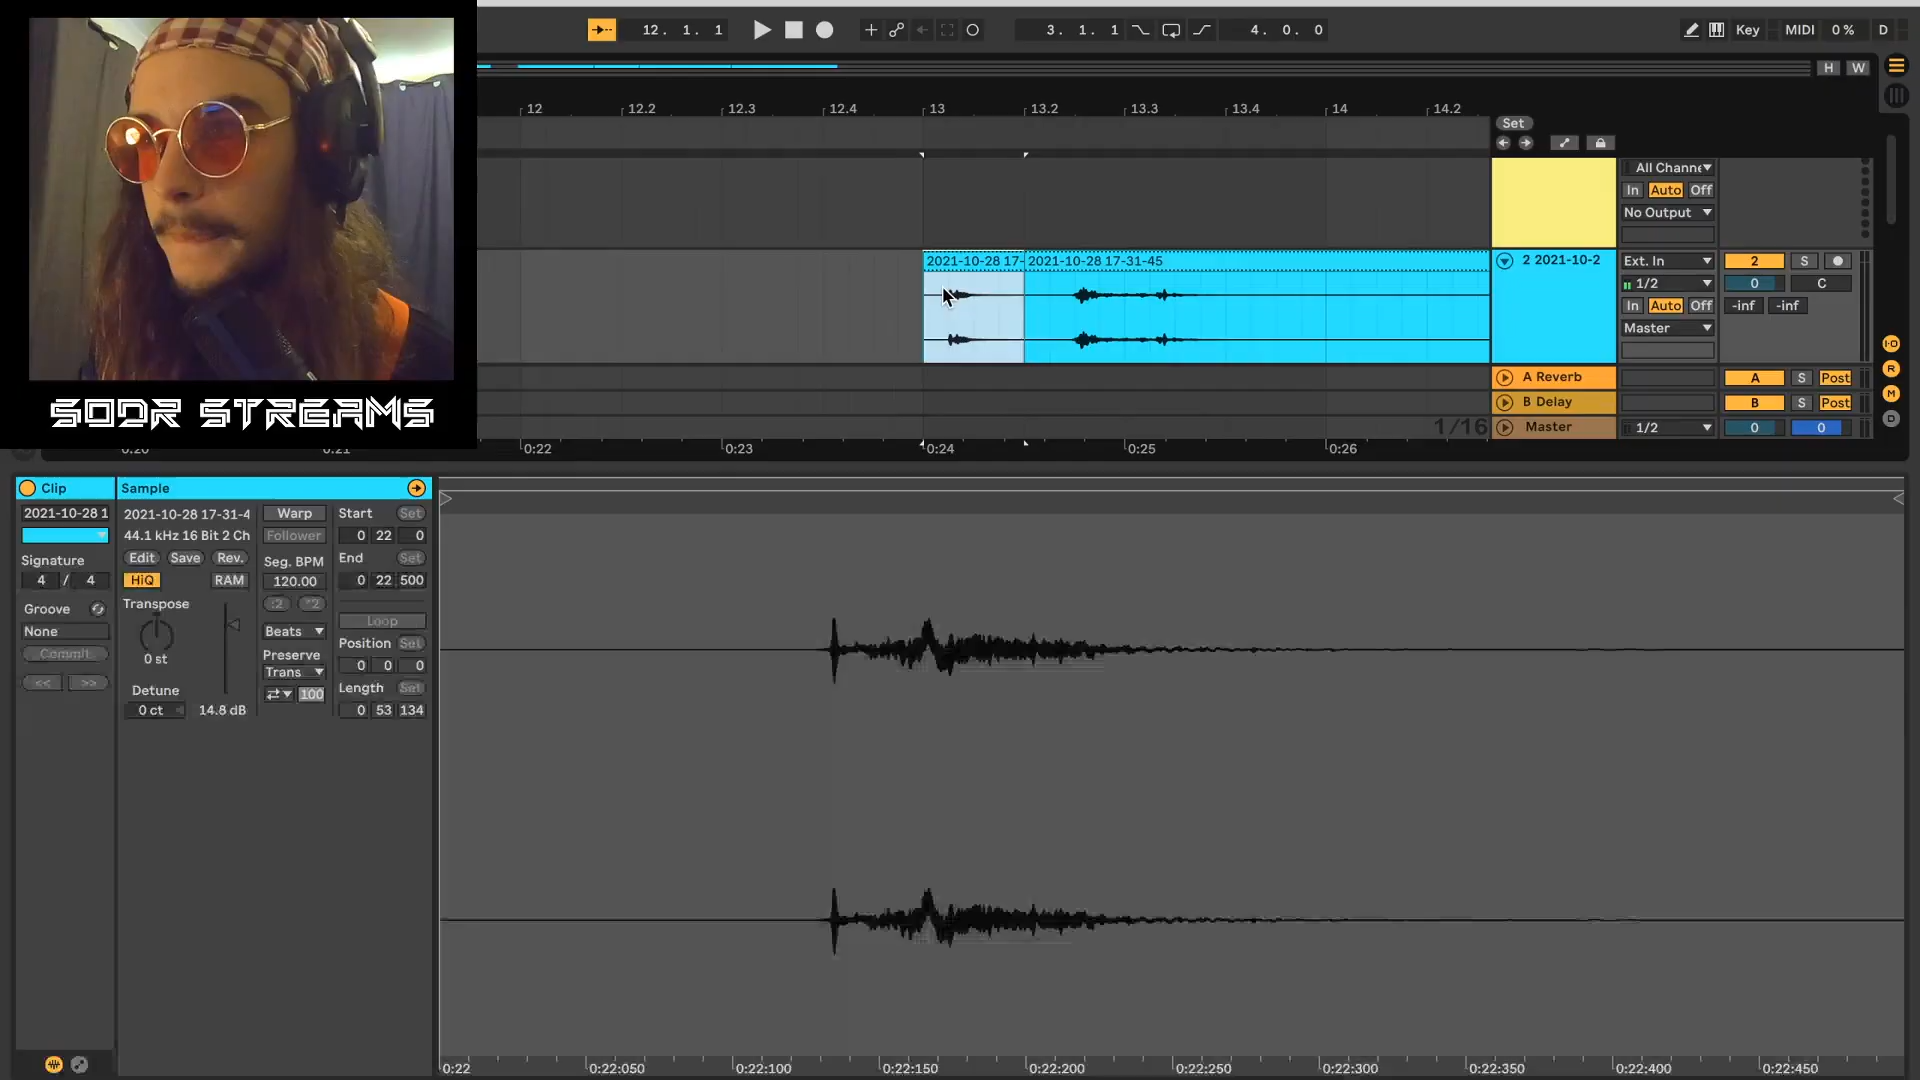 12. 1. 1
3. 1. 1
4. 0. 0
Key
MIDI
0 %
D
H
W
12
12.2
12.3
12.4
13
13.2
13.3
13.4
14
14.2
Set
All Channe
In Auto Off
No Output
2021-10-28 17-
2021-10-28 17-31-45
2 2021-10-2
Ext. In
2
S
1/2
0
C
In Auto Off
-inf
-inf
Master
A Reverb
A
S
Post
B Delay
B
S
Post
1/16
Master
1/2
0
0
I·O
R
M
D
SODR STREAMS
0:22
0:23
0:24
0:25
0:26
Clip
Sample
2021-10-28 1
2021-10-28 17-31-4
Warp
Start
Set
44.1 kHz 16 Bit 2 Ch
Follower
0 22 0
Signature
Edit
Save
Rev.
Seg. BPM
End
Set
4 / 4
HiQ
RAM
120.00
0 22 500
Groove
Transpose
:2
*2
Loop
None
Beats
Position
Set
Commit
0 st
Preserve
0 0 0
<<
>>
Trans
Length
Set
Detune
100
0 ct
14.8 dB
0 53 134
0:22
0:22:050
0:22:100
0:22:150
0:22:200
0:22:250
0:22:300
0:22:350
0:22:400
0:22:450